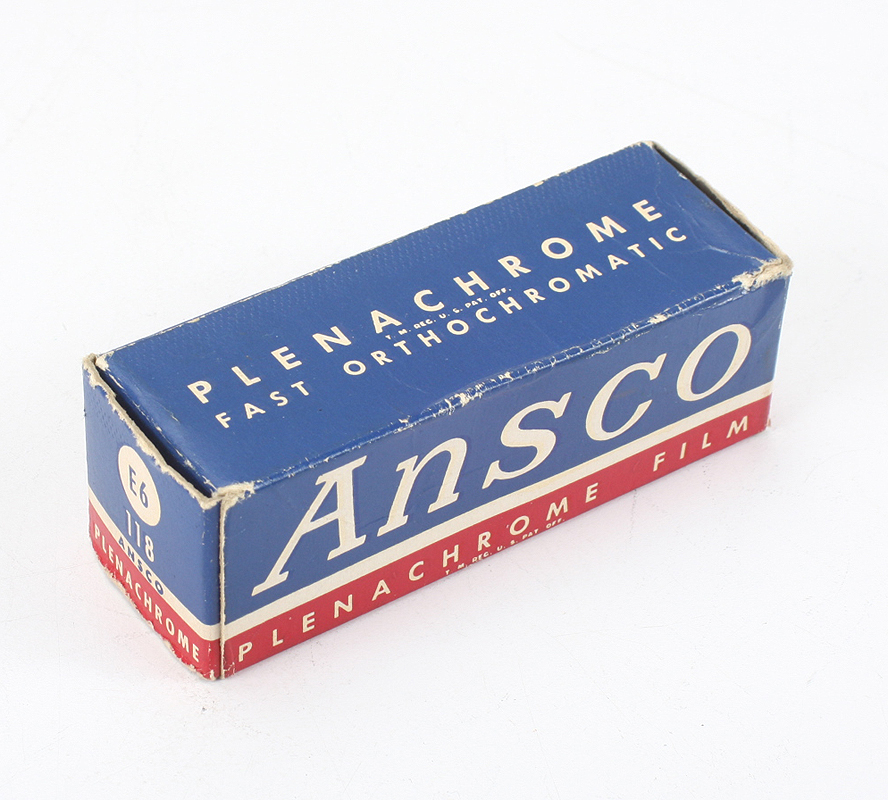 PLENACHROME
T. M. REG. U. S. PAT. OFF.
FAST ORTHOCHROMATIC
Ansco
PLENACHROME FILM
T. M. REG. U. S. PAT. OFF.
E6
118
ANSCO
PLENACHROME